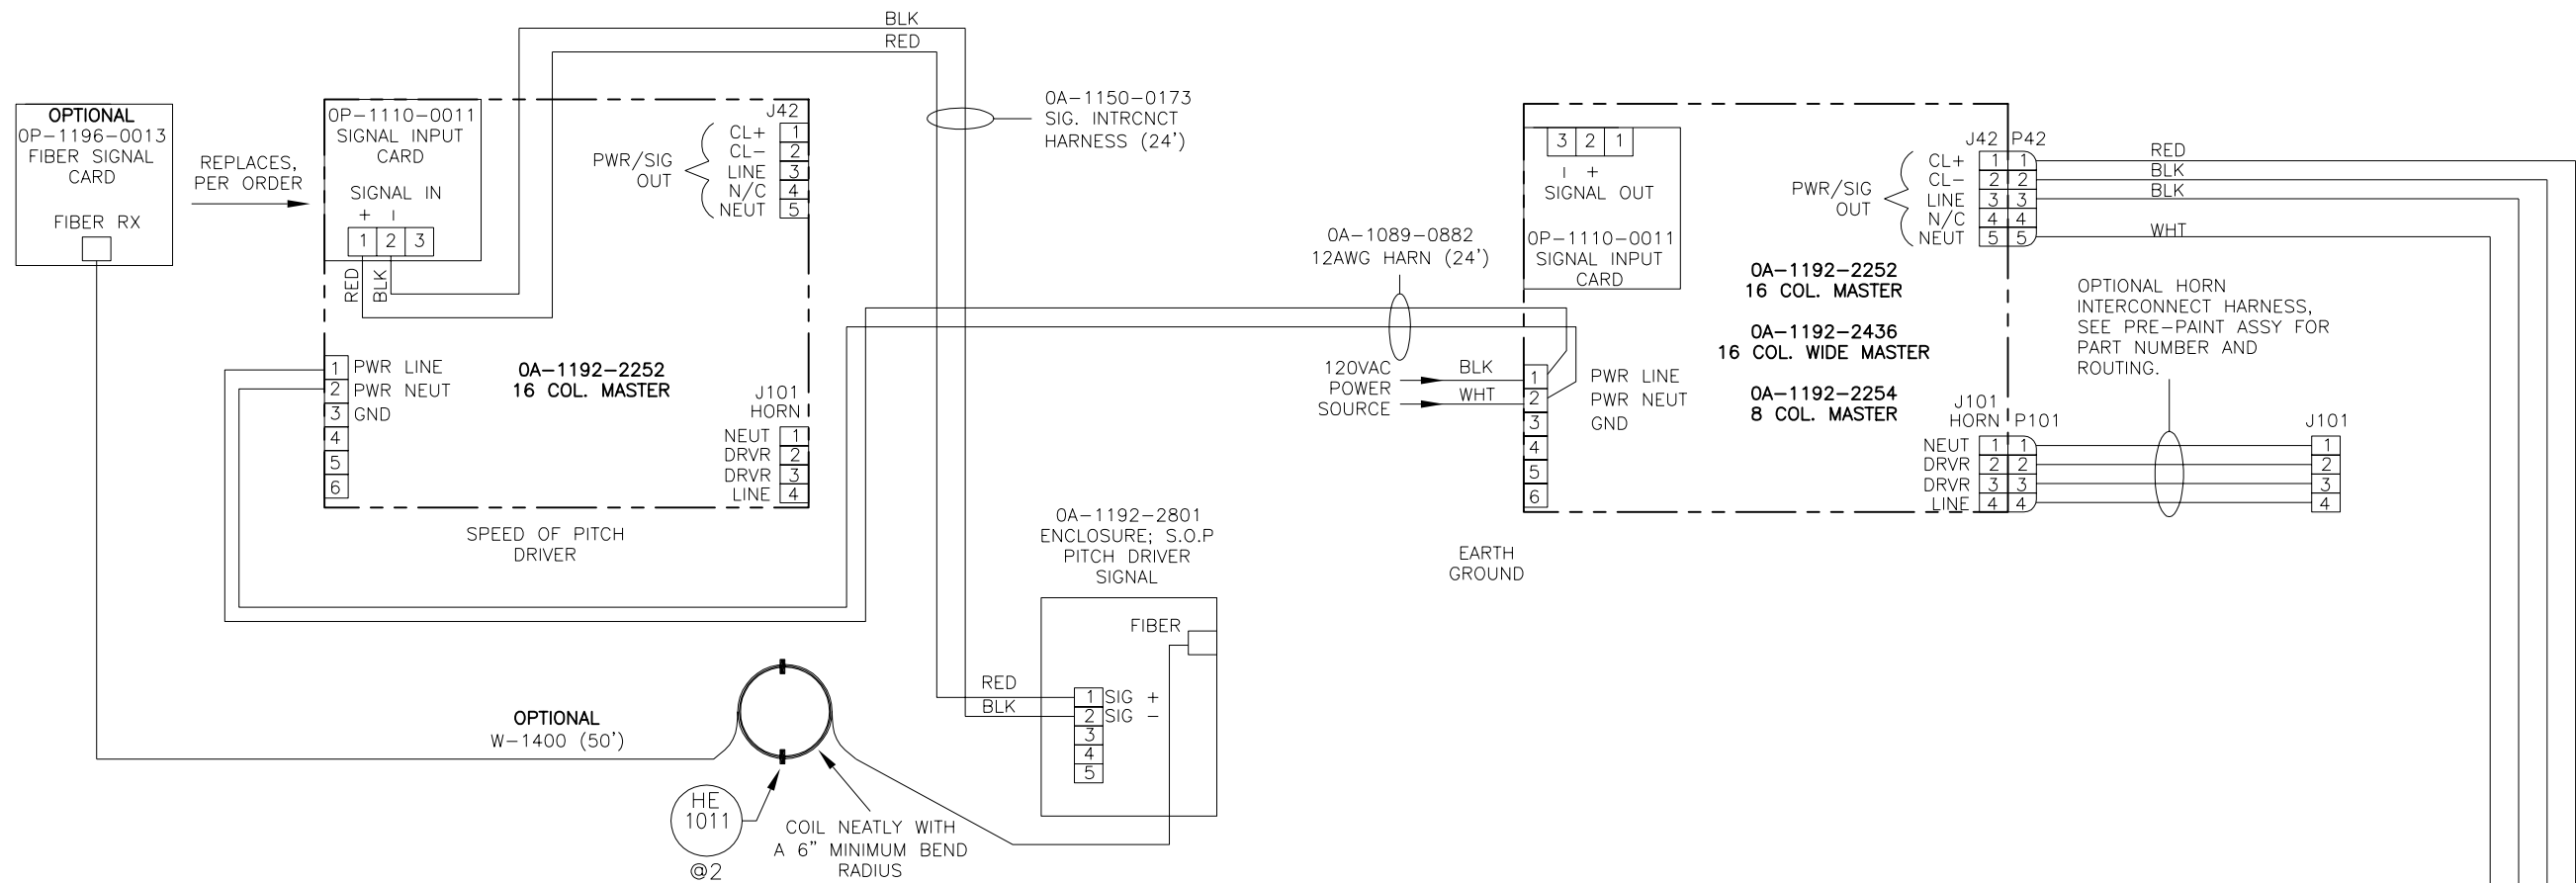 BLK
RED
OPTIONAL
0P-1196-0013
FIBER SIGNAL
CARD
FIBER RX
REPLACES,
PER ORDER
0P-1110-0011
SIGNAL INPUT
CARD
SIGNAL IN
+ -
1 2 3
RED
BLK
J42
PWR/SIG
OUT
CL+ 1
CL- 2
LINE 3
N/C 4
NEUT 5
0A-1150-0173
SIG. INTRCNCT
HARNESS (24')
1 PWR LINE
2 PWR NEUT
3 GND
4
5
6
0A-1192-2252
16 COL. MASTER
J101
HORN
NEUT 1
DRVR 2
DRVR 3
LINE 4
SPEED OF PITCH
DRIVER
0A-1089-0882
12AWG HARN (24')
120VAC
POWER
SOURCE
BLK
WHT
3 2 1
- +
SIGNAL OUT
0P-1110-0011
SIGNAL INPUT
CARD
1 PWR LINE
2 PWR NEUT
3 GND
4
5
6
EARTH
GROUND
0A-1192-2252
16 COL. MASTER
0A-1192-2436
16 COL. WIDE MASTER
0A-1192-2254
8 COL. MASTER
J42 P42
PWR/SIG
OUT
CL+ 1 1 RED
CL- 2 2 BLK
LINE 3 3 BLK
N/C 4 4
NEUT 5 5 WHT
OPTIONAL HORN
INTERCONNECT HARNESS,
SEE PRE-PAINT ASSY FOR
PART NUMBER AND
ROUTING.
J101
HORN P101
J101
NEUT 1 1 1
DRVR 2 2 2
DRVR 3 3 3
LINE 4 4 4
0A-1192-2801
ENCLOSURE; S.O.P
PITCH DRIVER
SIGNAL
FIBER
RED 1 SIG +
BLK 2 SIG -
3
4
5
OPTIONAL
W-1400 (50')
HE
1011
@2
COIL NEATLY WITH
A 6" MINIMUM BEND
RADIUS